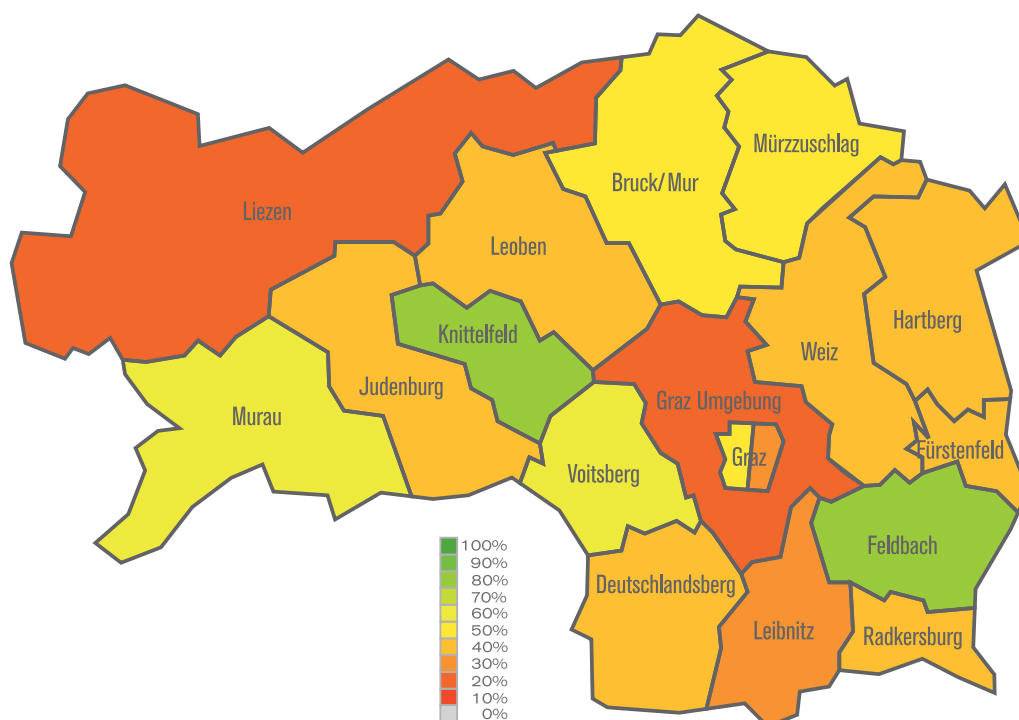 Mürzzuschlag
Bruck/Mur
Liezen
Leoben
Hartberg
Knittelfeld
Weiz
Judenburg
Graz Umgebung
Murau
Fürstenfeld
Graz
Voitsberg
Feldbach
Deutschlandsberg
Leibnitz
Radkersburg
100%
90%
80%
70%
60%
50%
40%
30%
20%
10%
0%